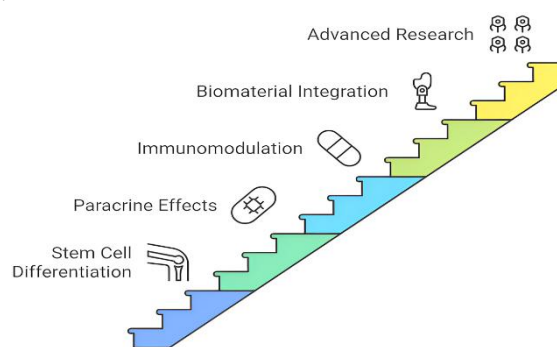 Advanced Research
Biomaterial Integration
Immunomodulation
Paracrine Effects
Stem Cell
Differentiation